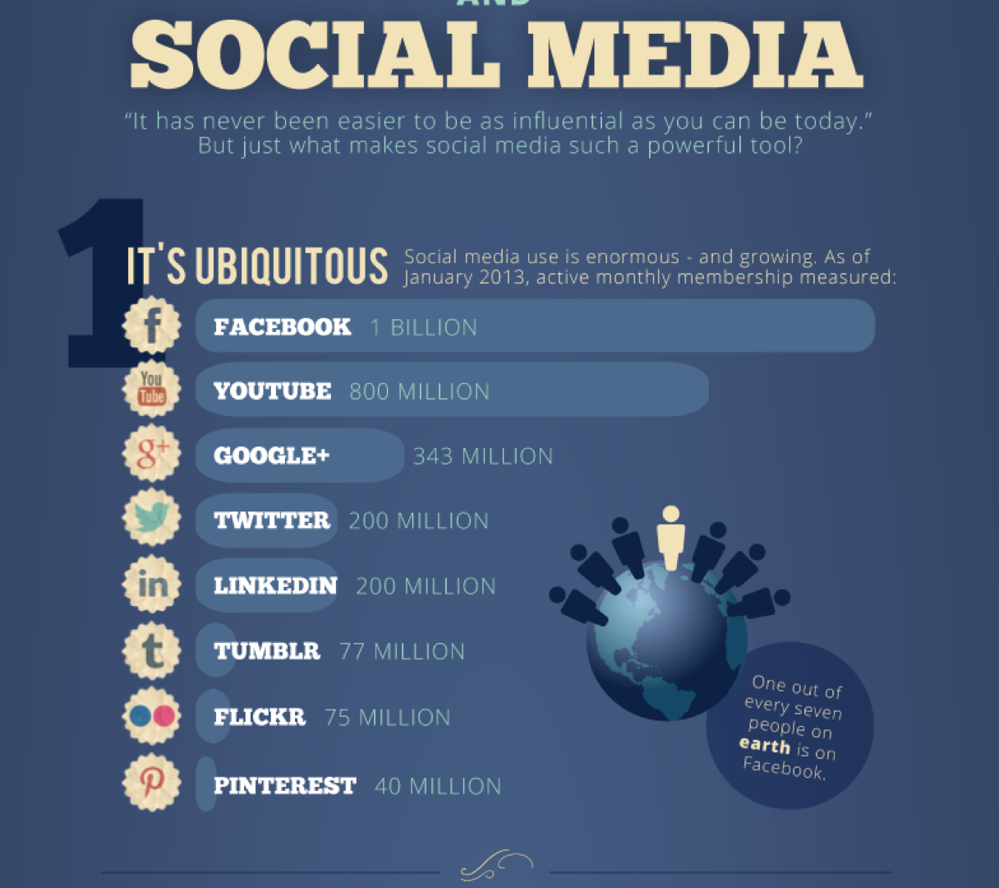 AND
SOCIAL MEDIA
“It has never been easier to be as influential as you can be today.”
But just what makes social media such a powerful tool?
1
IT'S UBIQUITOUS
Social media use is enormous - and growing. As of
January 2013, active monthly membership measured:
f FACEBOOK 1 BILLION
You
Tube
YOUTUBE 800 MILLION
g+ GOOGLE+ 343 MILLION
TWITTER 200 MILLION
in LINKEDIN 200 MILLION
t TUMBLR 77 MILLION
FLICKR 75 MILLION
P PINTEREST 40 MILLION
One out of
every seven
people on
earth is on
Facebook.